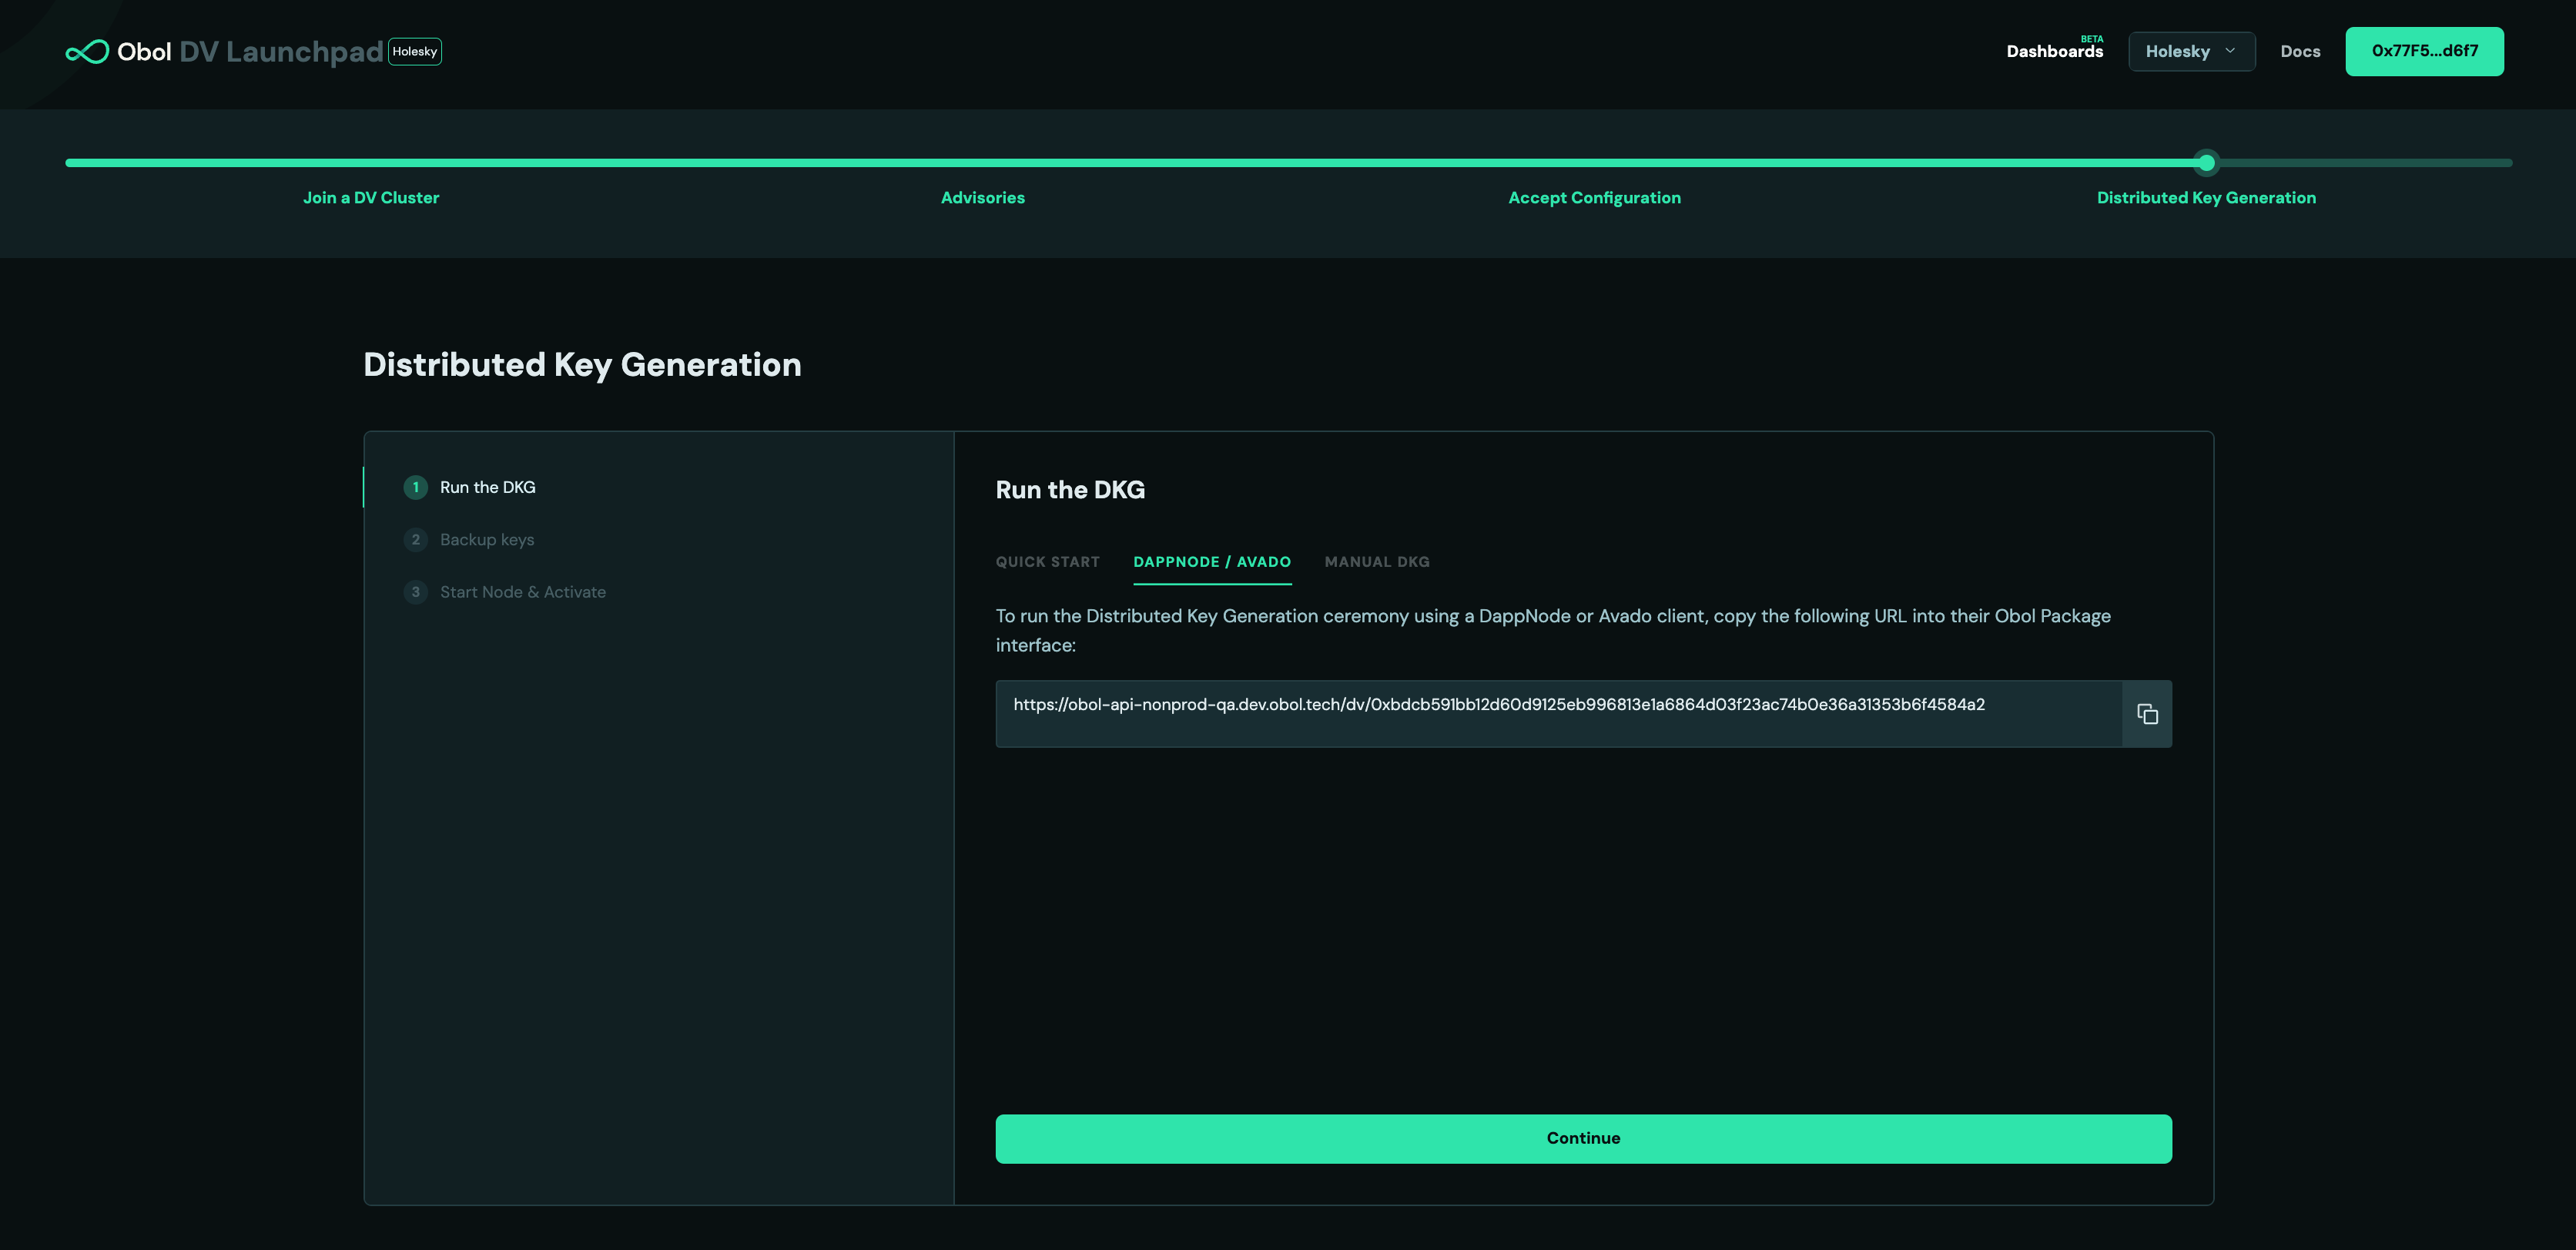 Obol DV Launchpad Holesky
BETA
Dashboards
Holesky
Docs
0x77F5...d6f7
Join a DV Cluster
Advisories
Accept Configuration
Distributed Key Generation
Distributed Key Generation
1 Run the DKG
2 Backup keys
3 Start Node & Activate
Run the DKG
QUICK START
DAPPNODE / AVADO
MANUAL DKG
To run the Distributed Key Generation ceremony using a DappNode or Avado client, copy the following URL into their Obol Package
interface:
https://obol-api-nonprod-qa.dev.obol.tech/dv/0xbdcb591bb12d60d9125eb996813e1a6864d03f23ac74b0e36a31353b6f4584a2
Continue